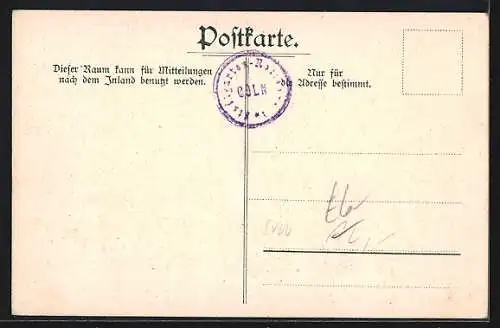 Postkarte.
Dieser Raum kann für Mitteilungen
nach dem Inland benutzt werden.
Nur für
die Adresse bestimmt.
CÖLN